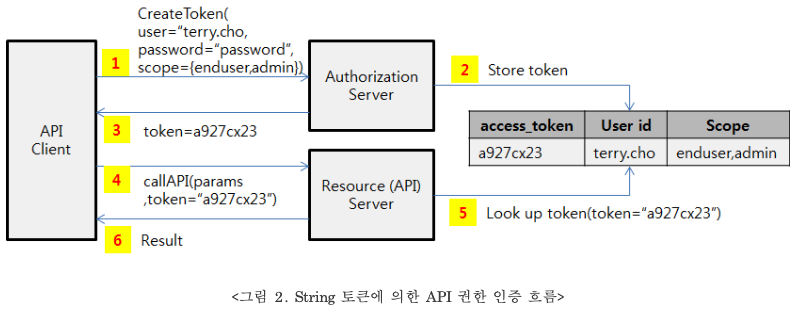 CreateToken(
user=“terry.cho,
password=“password”,
scope={enduser,admin})
1
Authorization
Server
2
Store token
API
Client
3
token=a927cx23
access_token User id Scope
a927cx23 terry.cho enduser,admin
4
callAPI(params
,token=“a927cx23”)
Resource (API)
Server
5
Look up token(token=“a927cx23”)
6
Result
<그림 2. String 토큰에 의한 API 권한 인증 흐름>